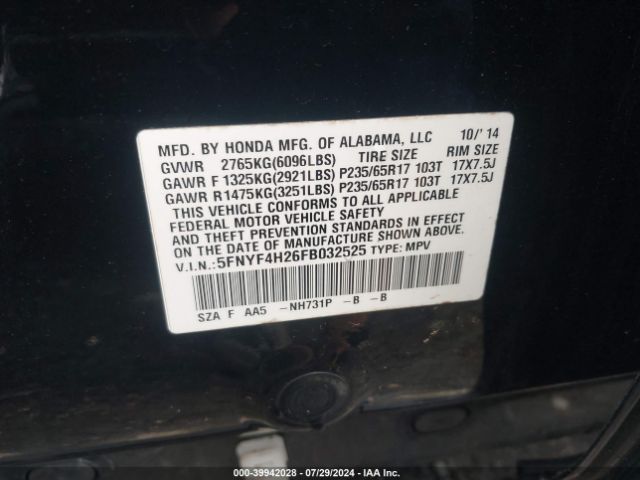 MFD. BY HONDA MFG. OF ALABAMA, LLC 10/'14
GVWR 2765KG(6096LBS) TIRE SIZE RIM SIZE
GAWR F 1325KG(2921LBS) P235/65R17 103T 17X7.5J
GAWR R1475KG(3251LBS) P235/65R17 103T 17X7.5J
THIS VEHICLE CONFORMS TO ALL APPLICABLE
FEDERAL MOTOR VEHICLE SAFETY
AND THEFT PREVENTION STANDARDS IN EFFECT
ON THE DATE OF MANUFACTURE SHOWN ABOVE.
V.I.N.:5FNYF4H26FB032525 TYPE: MPV
SZA F AA5 -NH731P -B -B
000-39942028 - 07/29/2024 - IAA Inc.